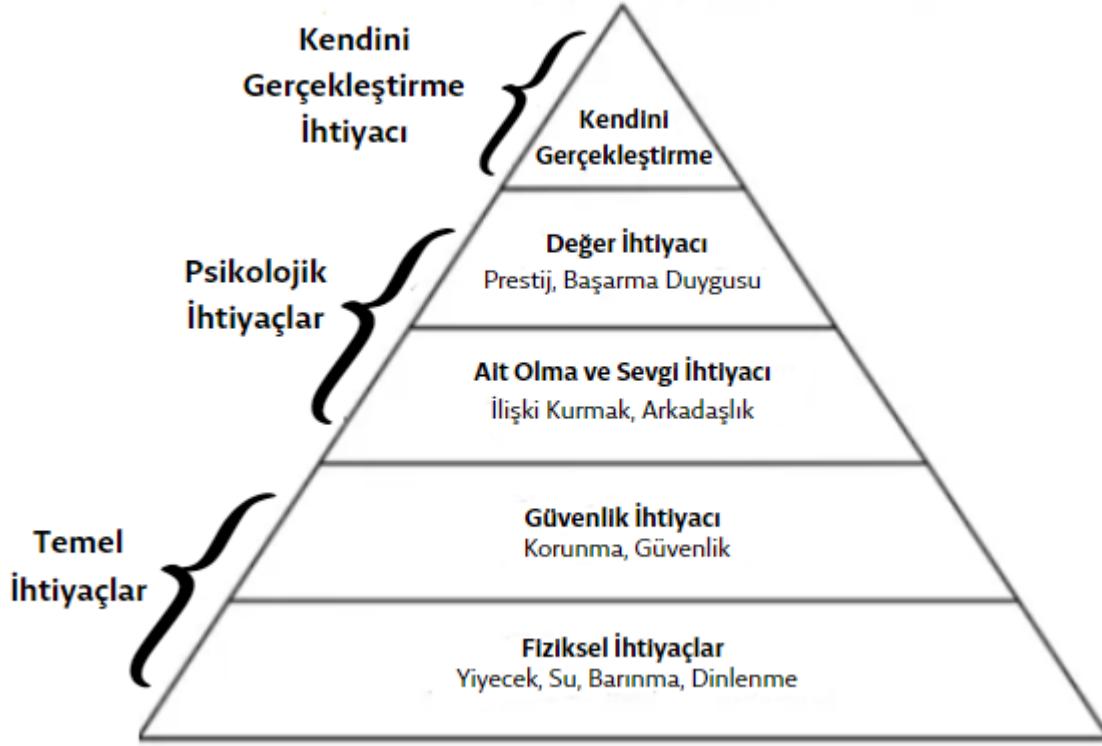 Kendini
Gerçekleştirme
İhtiyacı
Kendini
Gerçekleştirme
Psikolojik
İhtiyaçlar
Değer İhtiyacı
Prestij, Başarma Duygusu
Ait Olma ve Sevgi İhtiyacı
İlişki Kurmak, Arkadaşlık
Temel
İhtiyaçlar
Güvenlik İhtiyacı
Korunma, Güvenlik
Fiziksel İhtiyaçlar
Yiyecek, Su, Barınma, Dinlenme